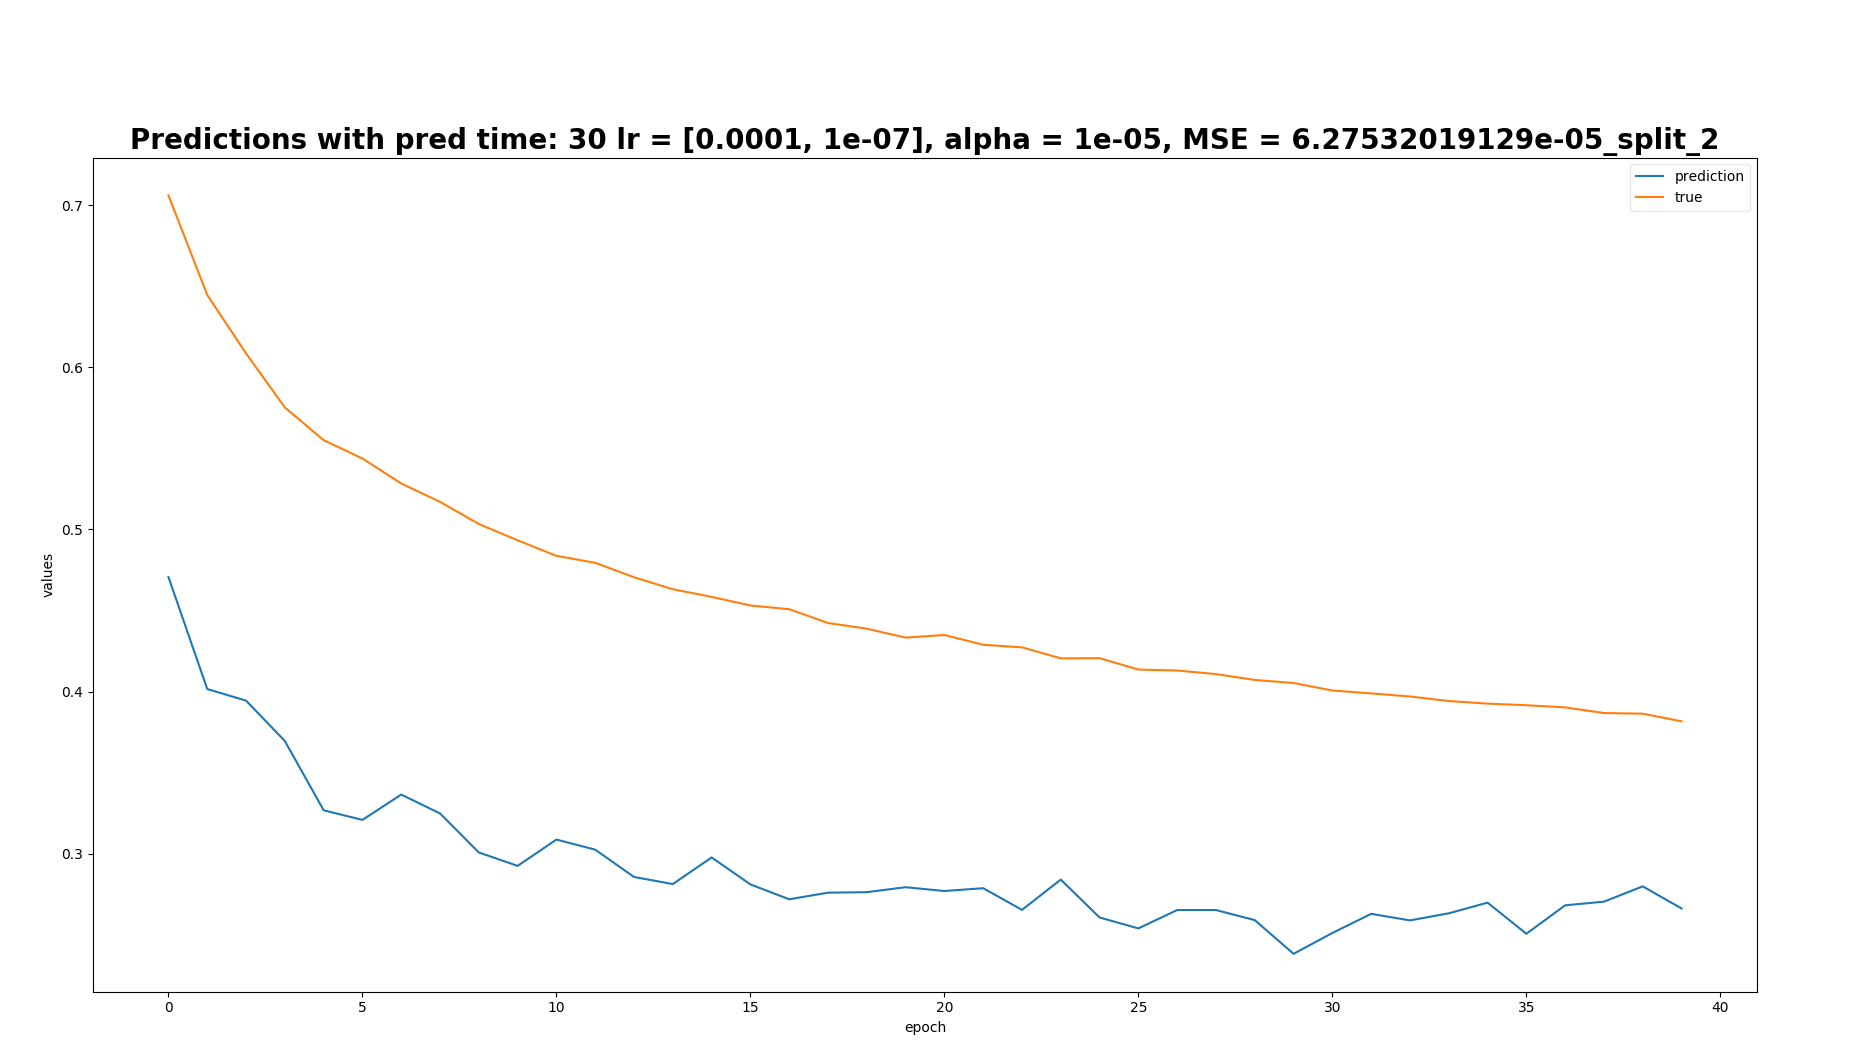 Predictions with pred time: 30 lr = [0.0001, 1e-07], alpha = 1e-05, MSE = 6.27532019129e-05_split_2
prediction
true
0.7
0.6
0.5
0.4
0.3
values
0 5 10 15 20 25 30 35 40
epoch